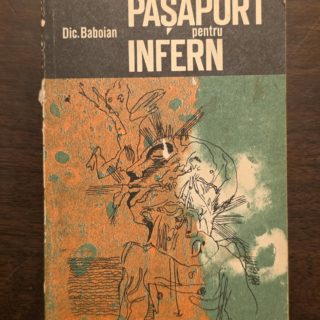 PAȘAPORT
Dic. Baboian pentru
INFERN